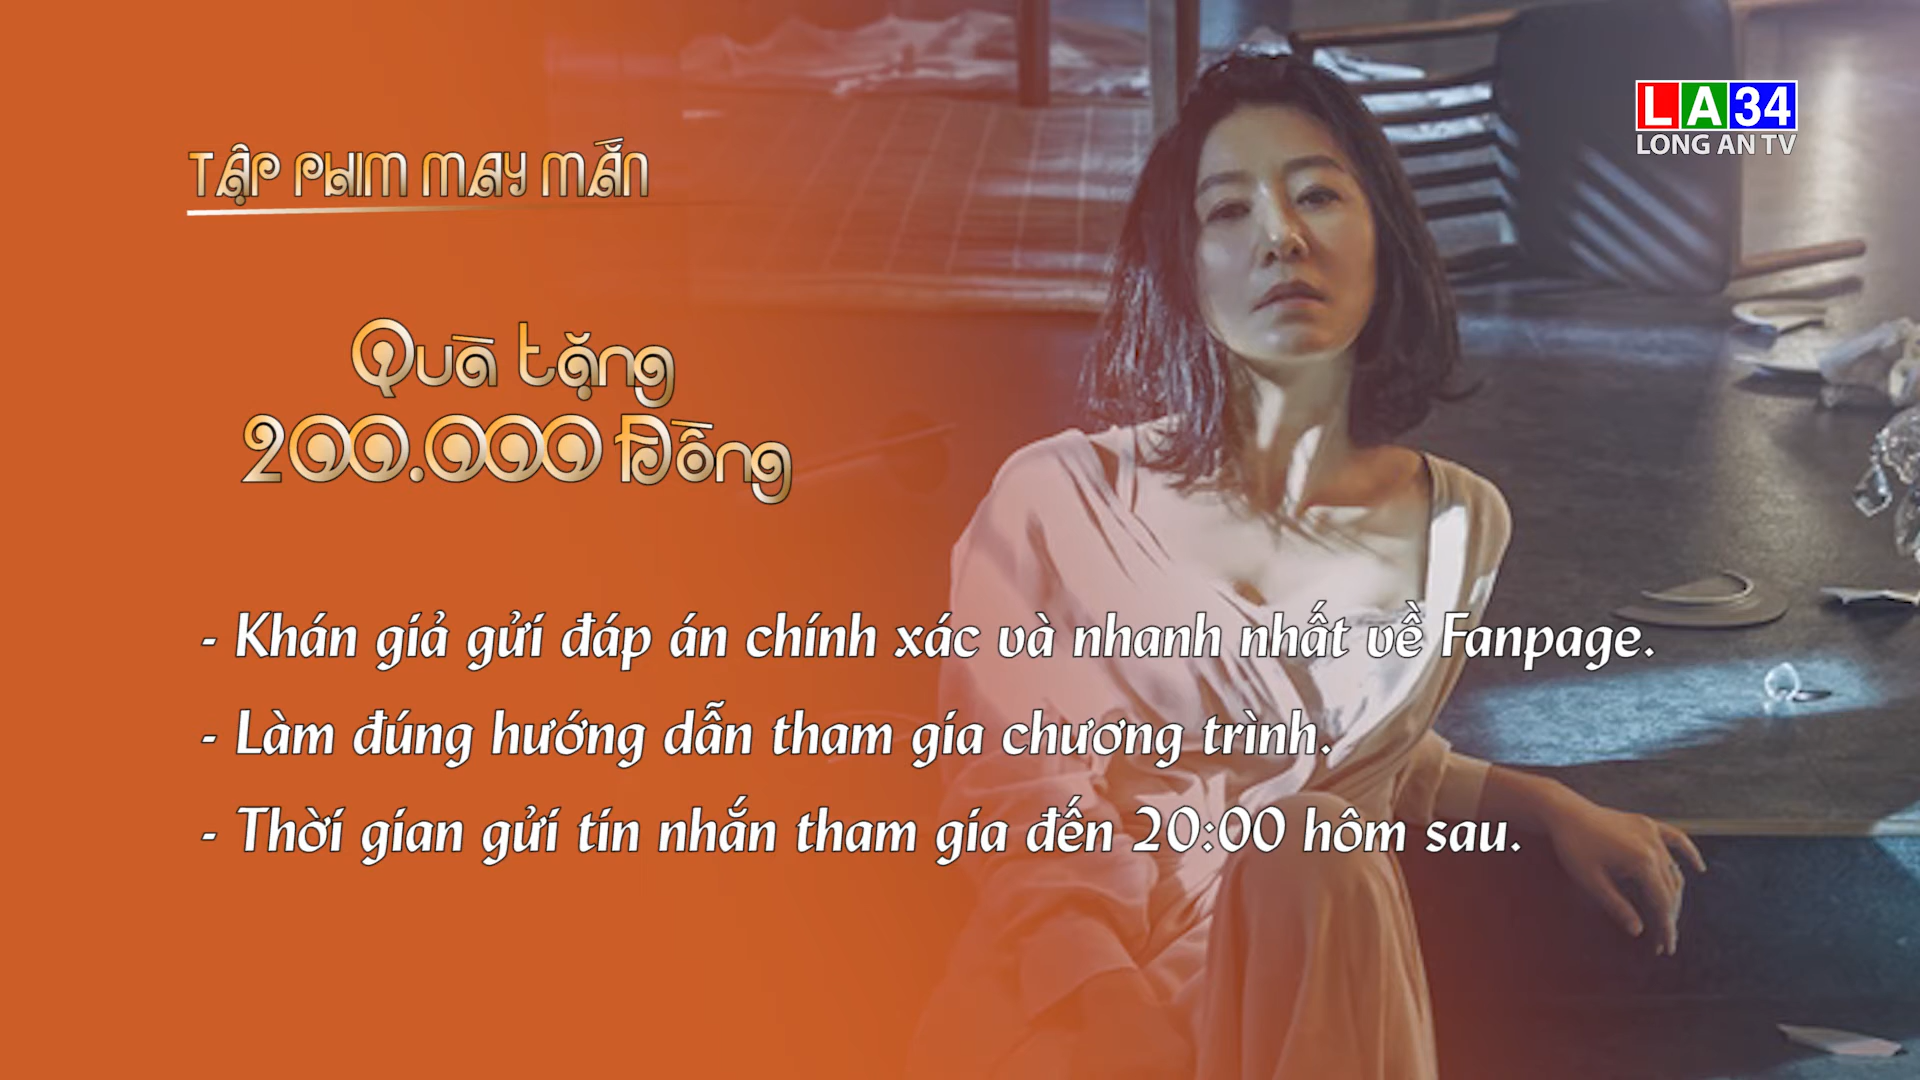 LA34
LONG AN TV
TẬP PHIM MAY MẮN
Quà tặng
200.000 Đồng
- Khán giả gửi đáp án chính xác và nhanh nhất về Fanpage.
- Làm đúng hướng dẫn tham gia chương trình.
- Thời gian gửi tin nhắn tham gia đến 20:00 hôm sau.